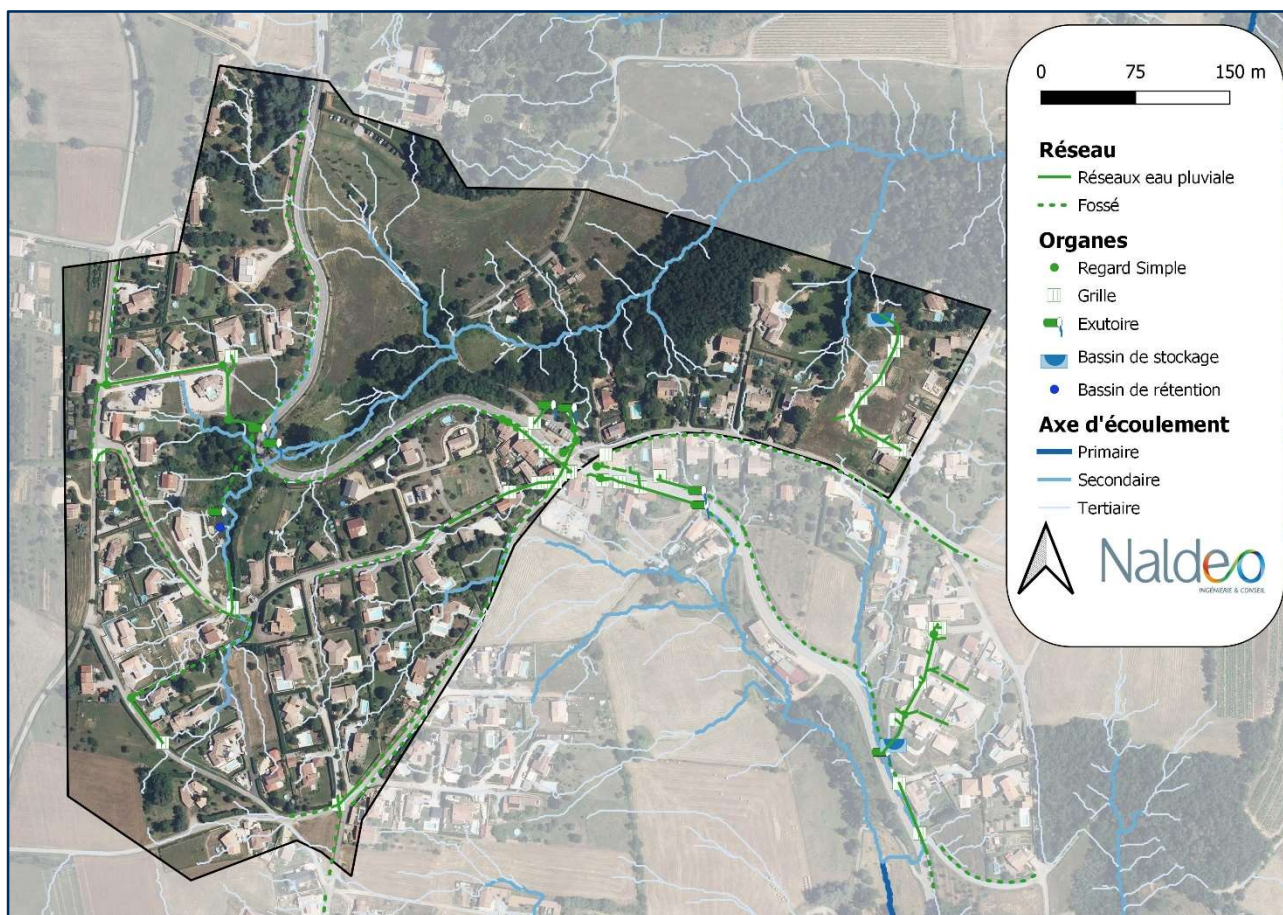 0 75 150 m
Réseau
Réseaux eau pluviale
Fossé
Organes
Regard Simple
Grille
Exutoire
Bassin de stockage
Bassin de rétention
Axe d'écoulement
Primaire
Secondaire
Tertiaire
Naldeo
INGÉNIERIE & CONSEIL